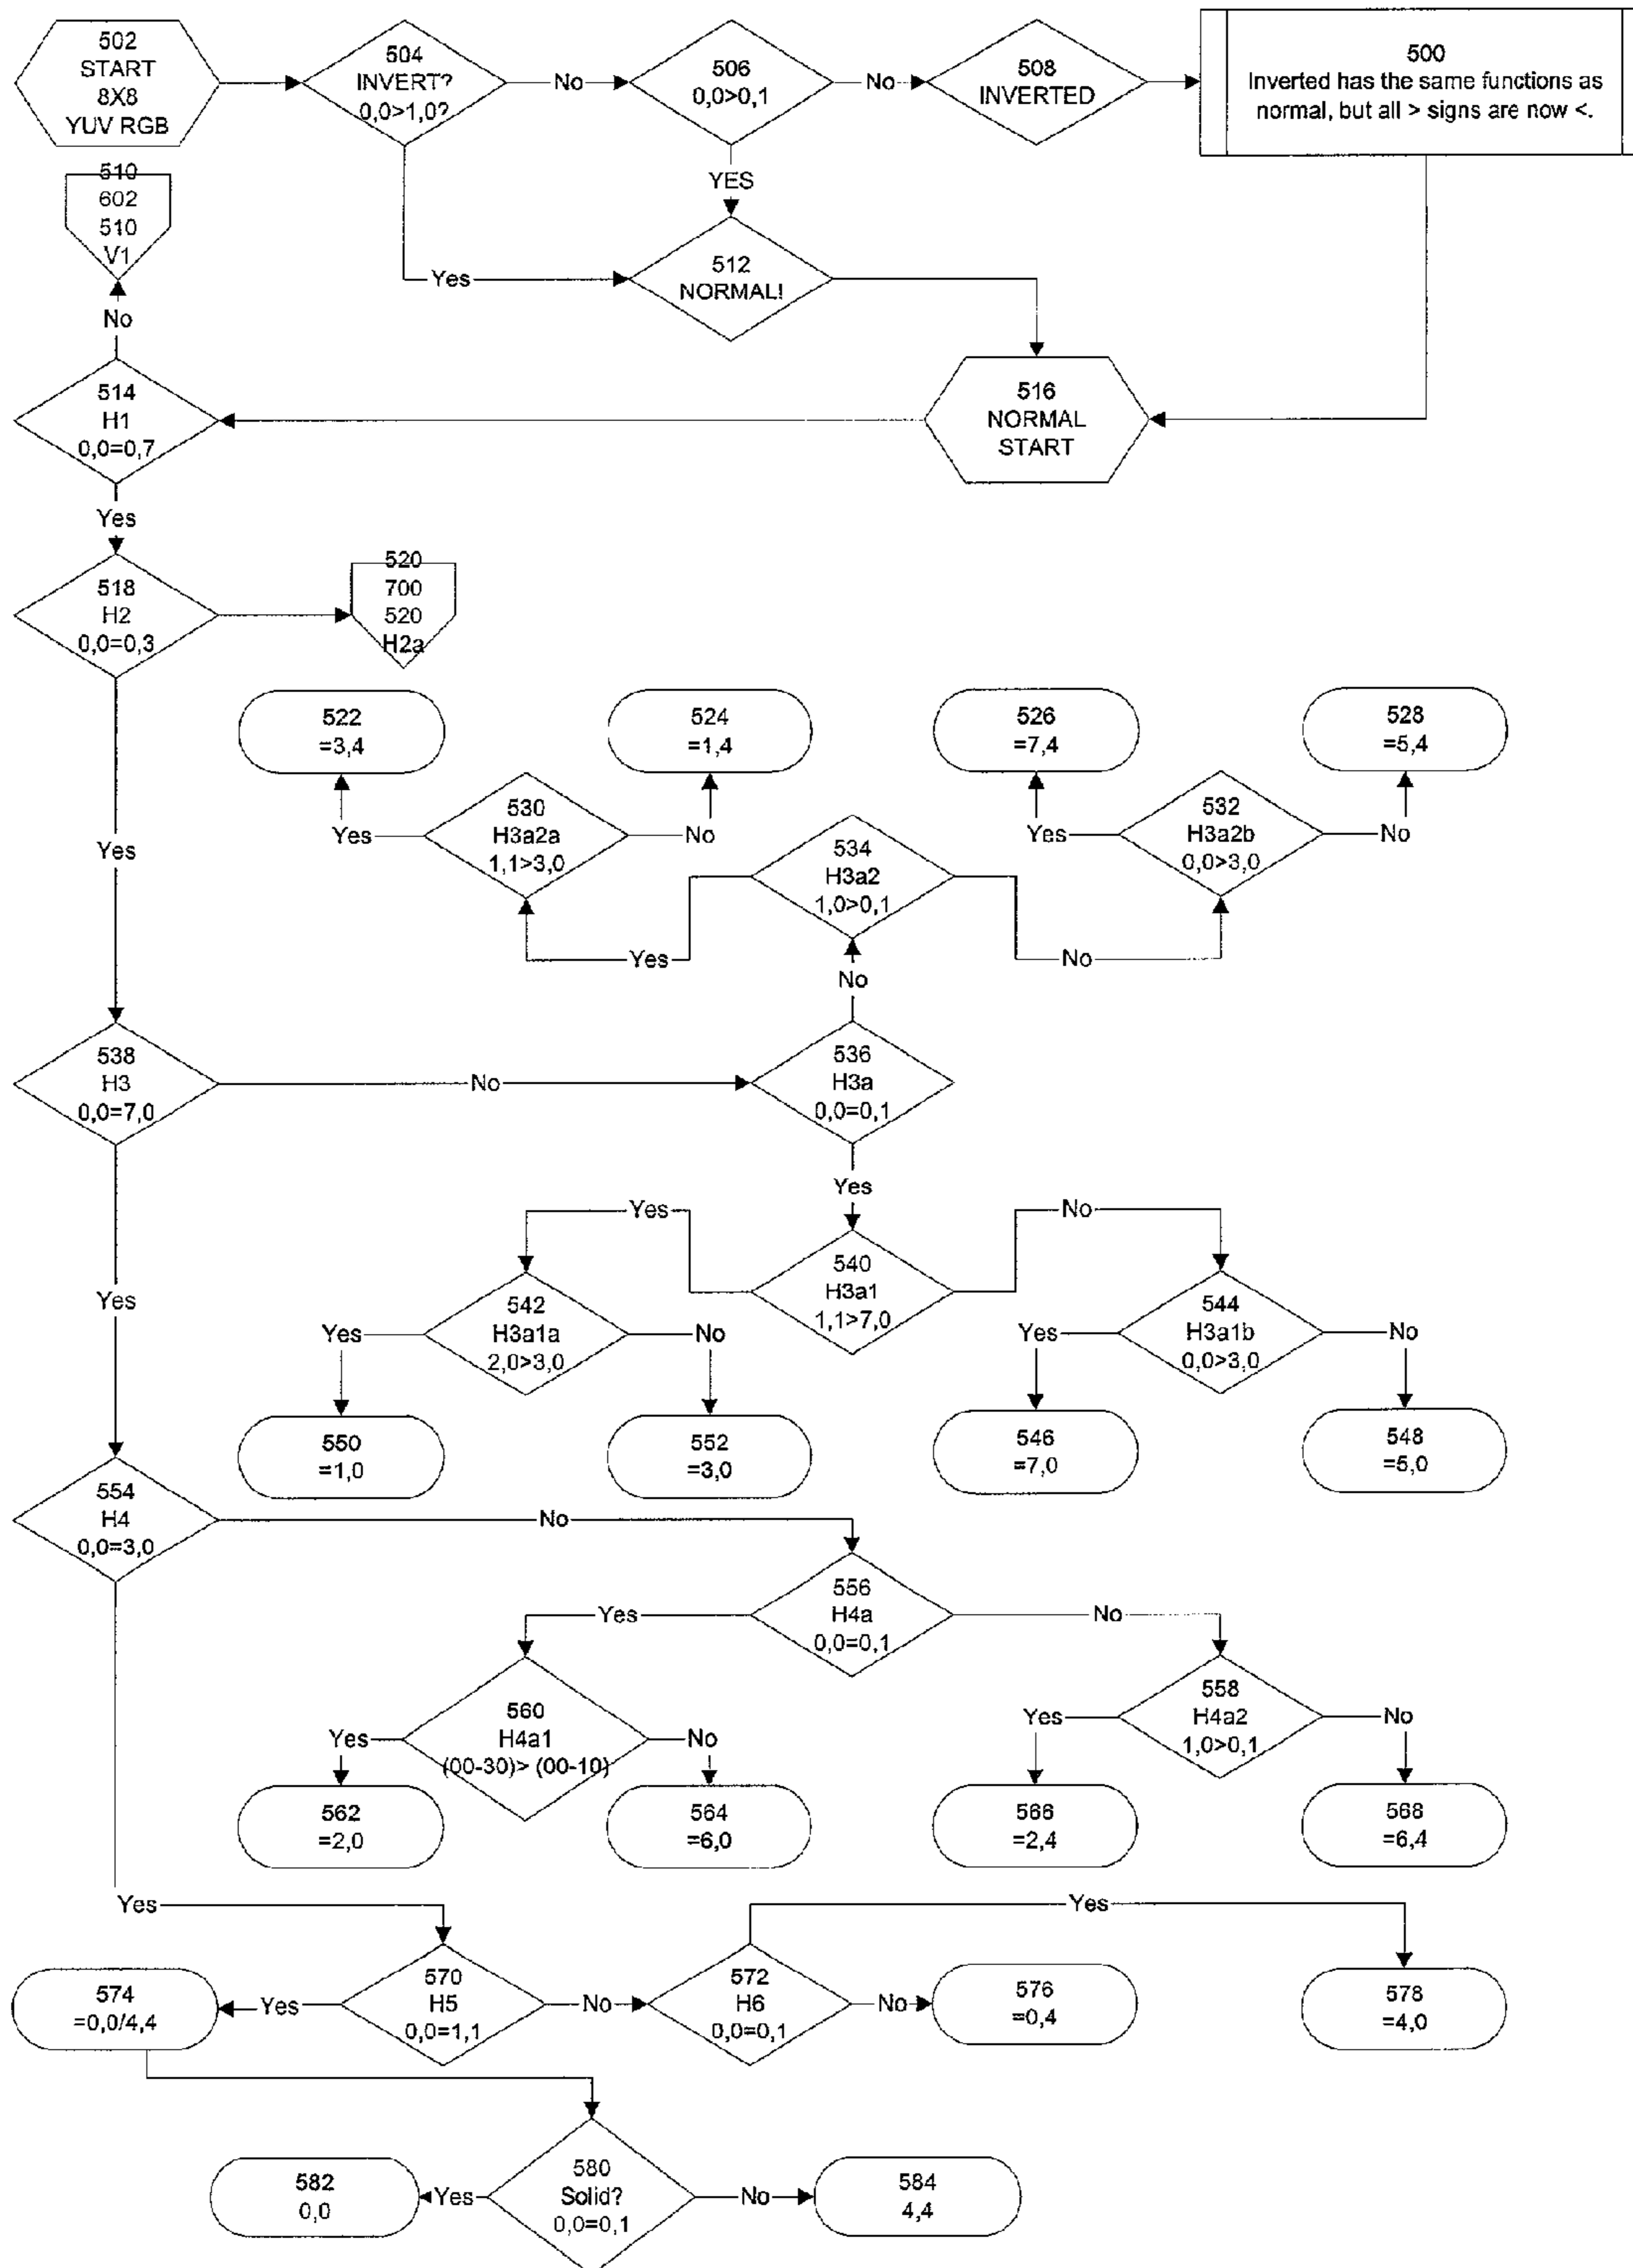 502
START
8X8
YUV RGB
504
INVERT?
0,0>1,0?
No
506
0,0>0,1
No
508
INVERTED
500
Inverted has the same functions as
normal, but all > signs are now <.
510
602
510
V1
YES
Yes
512
NORMAL!
No
514
H1
0,0=0,7
516
NORMAL
START
Yes
518
H2
0,0=0,3
520
700
520
H2a
522
=3,4
524
=1,4
526
=7,4
528
=5,4
Yes
530
H3a2a
1,1>3,0
No
Yes
532
H3a2b
0,0>3,0
No
Yes
534
H3a2
1,0>0,1
Yes
No
No
538
H3
0,0=7,0
No
536
H3a
0,0=0,1
Yes
Yes
No
Yes
540
H3a1
1,1>7,0
Yes
542
H3a1a
2,0>3,0
No
Yes
544
H3a1b
0,0>3,0
No
550
=1,0
552
=3,0
546
=7,0
548
=5,0
554
H4
0,0=3,0
No
556
H4a
0,0=0,1
Yes
No
Yes
560
H4a1
(00-30)> (00-10)
No
Yes
558
H4a2
1,0>0,1
No
562
=2,0
564
=6,0
566
=2,4
568
=6,4
Yes
Yes
574
=0,0/4,4
Yes
570
H5
0,0=1,1
No
572
H6
0,0=0,1
No
576
=0,4
578
=4,0
582
0,0
Yes
580
Solid?
0,0=0,1
No
584
4,4